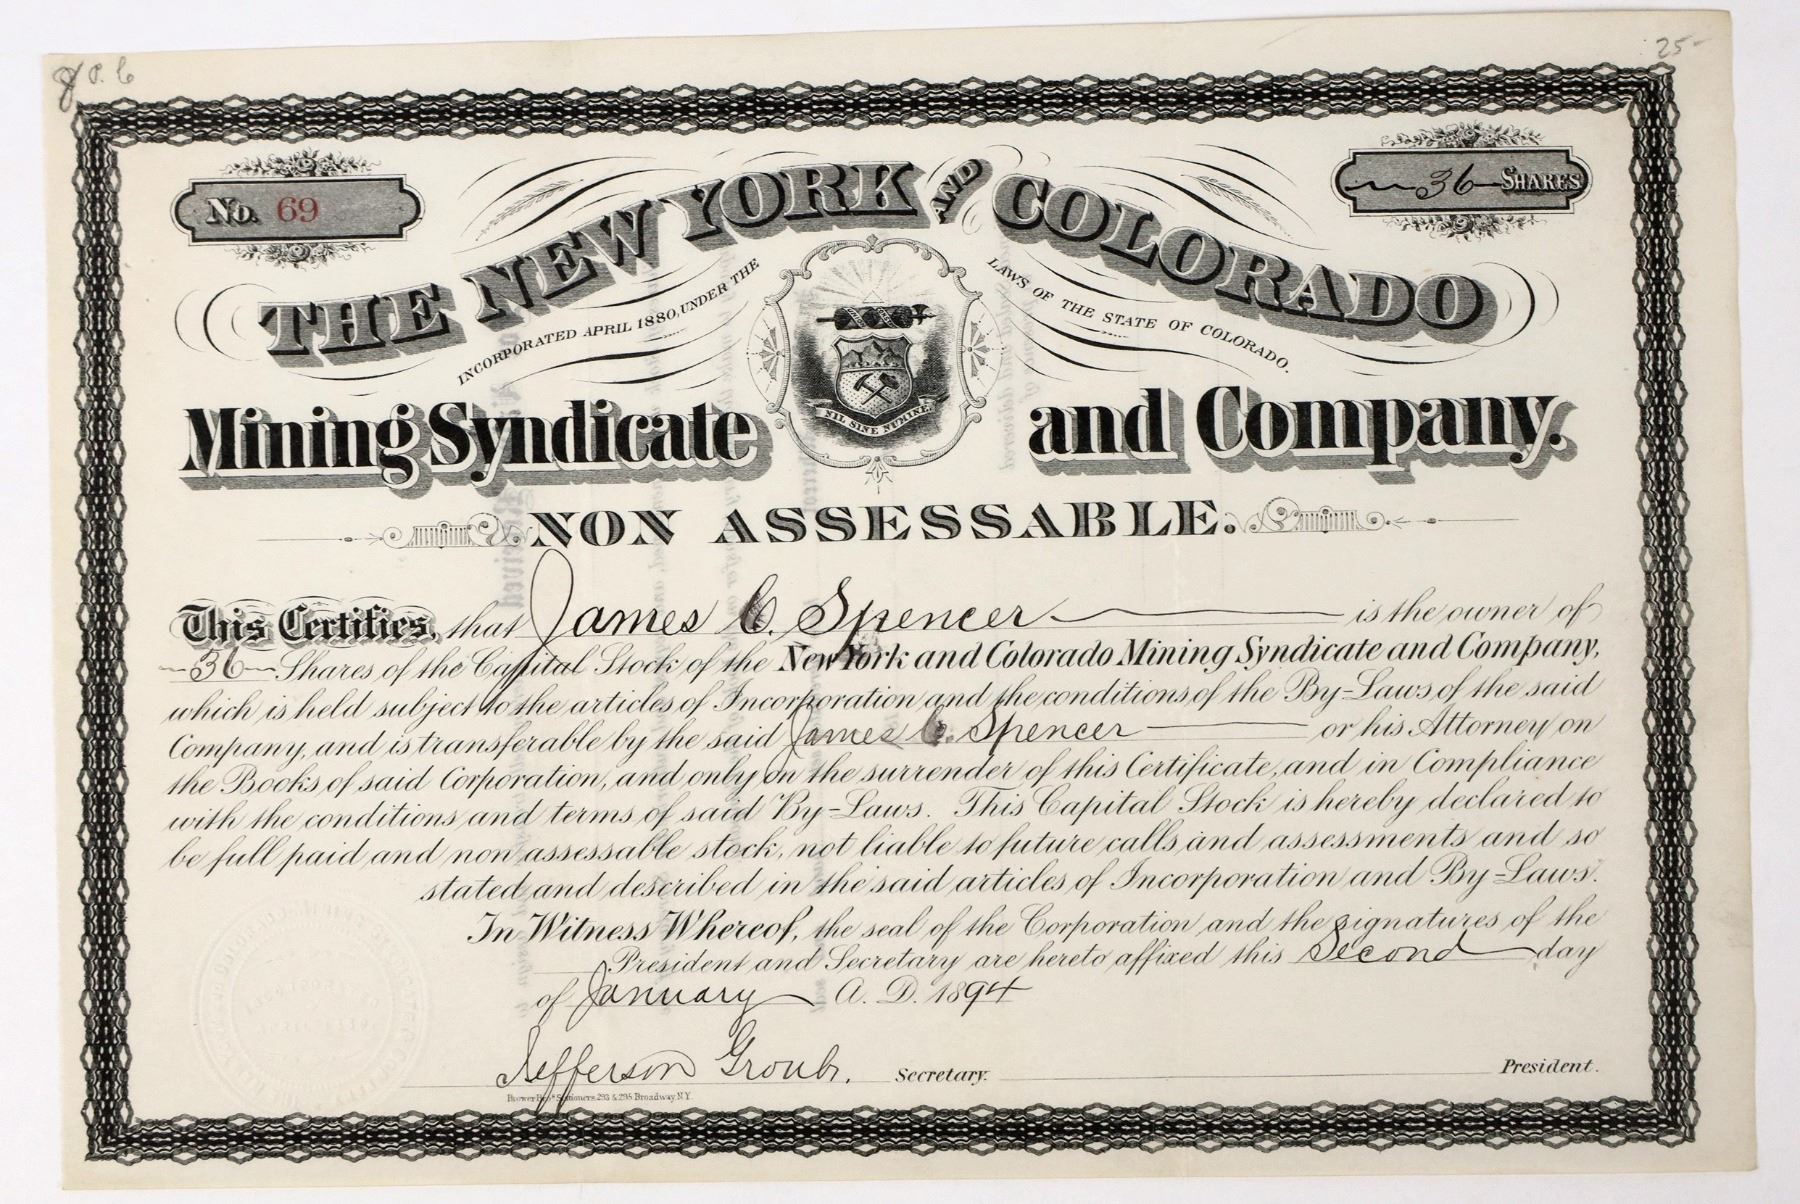 J. P. C
25-
No. 69
36 SHARES
THE NEW YORK AND COLORADO
INCORPORATED APRIL 1880, UNDER THE LAWS OF THE STATE OF COLORADO.
NIL SINE NUMINE
Mining Syndicate and Company.
NON ASSESSABLE.
This Certifies, that James C. Spencer is the owner of
36 Shares of the Capital Stock of the New York and Colorado Mining Syndicate and Company,
which is held subject to the articles of Incorporation and the conditions of the By-Laws of the said
Company, and is transferable by the said James C. Spencer or his Attorney on
the Books of said Corporation, and only on the surrender of this Certificate, and in Compliance
with the conditions and terms of said By-Laws. This Capital Stock is hereby declared to
be full paid and non assessable stock, not liable to future calls and assessments and so
stated and described in the said articles of Incorporation and By-Laws.
In Witness Whereof, the seal of the Corporation and the signatures of the
President and Secretary are hereto affixed this Second day
of January A. D. 1894
Jefferson Secretary. President.
Brower Bros Stationers 293 & 295 Broadway N.Y.